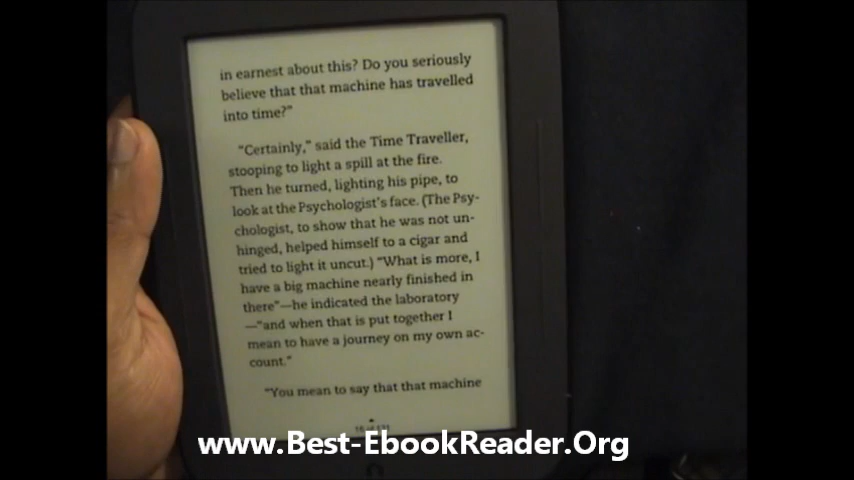 in earnest about this? Do you seriously
believe that that machine has travelled
into time?”
“Certainly,” said the Time Traveller,
stooping to light a spill at the fire.
Then he turned, lighting his pipe, to
look at the Psychologist’s face. (The Psy-
chologist, to show that he was not un-
hinged, helped himself to a cigar and
tried to light it uncut.) “What is more, I
have a big machine nearly finished in
there”—he indicated the laboratory
—“and when that is put together I
mean to have a journey on my own ac-
count.”
“You mean to say that that machine
www.Best-EbookReader.Org